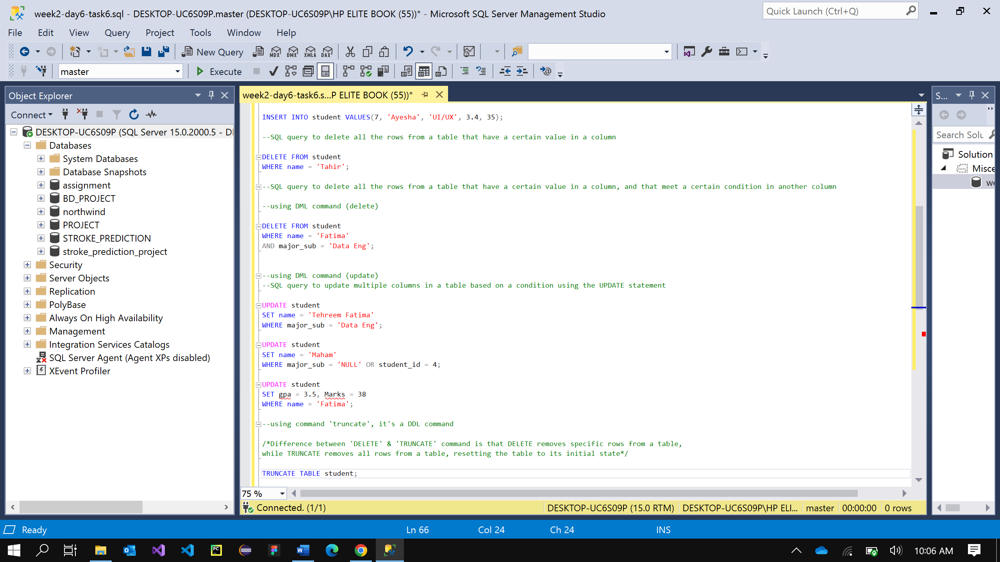 week2-day6-task6.sql - DESKTOP-UC6S09P.master (DESKTOP-UC6S09P\HP ELITE BOOK (55))* - Microsoft SQL Server Management Studio
Quick Launch (Ctrl+Q)
File Edit View Query Project Tools Window Help
New Query MDX DMX XMLA DAX
master Execute
Object Explorer
Connect
DESKTOP-UC6S09P (SQL Server 15.0.2000.5 - D
Databases
System Databases
Database Snapshots
assignment
BD_PROJECT
northwind
PROJECT
STROKE_PREDICTION
stroke_prediction_project
Security
Server Objects
Replication
PolyBase
Always On High Availability
Management
Integration Services Catalogs
SQL Server Agent (Agent XPs disabled)
XEvent Profiler
week2-day6-task6.s...P ELITE BOOK (55))*
INSERT INTO student VALUES(7, 'Ayesha', 'UI/UX', 3.4, 35);
--SQL query to delete all the rows from a table that have a certain value in a column
DELETE FROM student
WHERE name = 'Tahir';
--SQL query to delete all the rows from a table that have a certain value in a column, and that meet a certain condition in another column
--using DML command (delete)
DELETE FROM student
WHERE name = 'Fatima'
AND major_sub = 'Data Eng';
--using DML command (update)
--SQL query to update multiple columns in a table based on a condition using the UPDATE statement
UPDATE student
SET name = 'Tehreem Fatima'
WHERE major_sub = 'Data Eng';
UPDATE student
SET name = 'Maham'
WHERE major_sub = 'NULL' OR student_id = 4;
UPDATE student
SET gpa = 3.5, Marks = 38
WHERE name = 'Fatima';
--using command 'truncate', it's a DDL command
/*Difference between 'DELETE' & 'TRUNCATE' command is that DELETE removes specific rows from a table,
while TRUNCATE removes all rows from a table, resetting the table to its initial state*/
TRUNCATE TABLE student;
75 %
Connected. (1/1) DESKTOP-UC6S09P (15.0 RTM) DESKTOP-UC6S09P\HP ELI... master 00:00:00 0 rows
S...
Search Solu
Solution
Misce
we
Ready Ln 66 Col 24 Ch 24 INS
10:06 AM